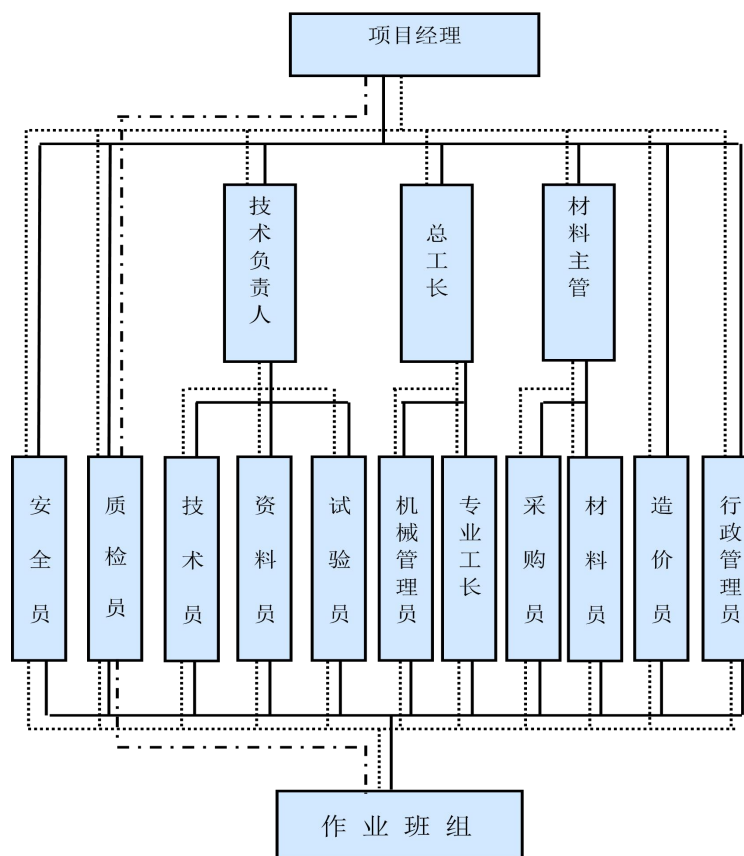 项目经理
技术负责人
总工长
材料主管
安全员
质检员
技术员
资料员
试验员
机械管理员
专业工长
采购员
材料员
造价员
行政管理员
作业班组